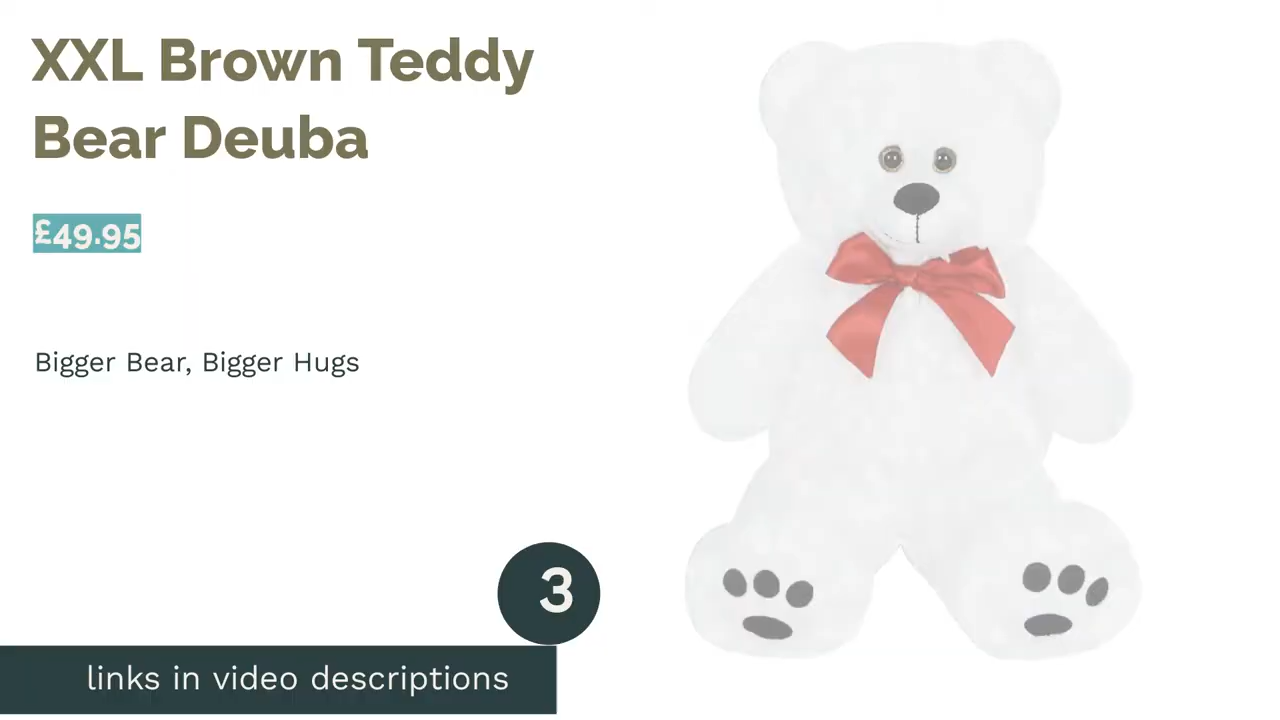 XXL Brown Teddy
Bear Deuba
£49.95
Bigger Bear, Bigger Hugs
3
links in video descriptions